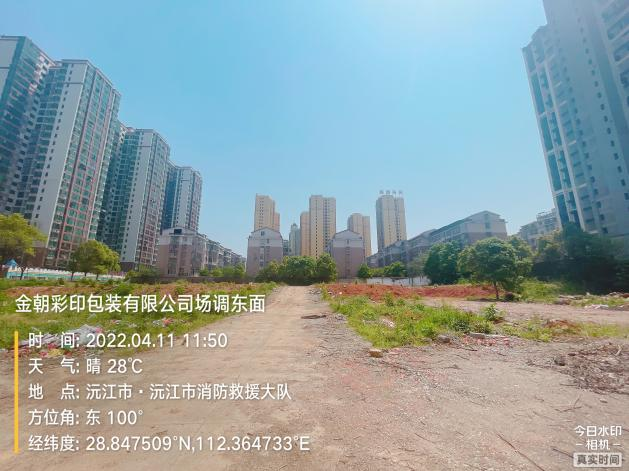 金朝彩印包装有限公司场调东面
时 间: 2022.04.11 11:50
天 气: 晴 28℃
地 点: 沅江市·沅江市消防救援大队
方位角: 东 100°
经纬度: 28.847509°N,112.364733°E
今日水印
-相机-
真实时间